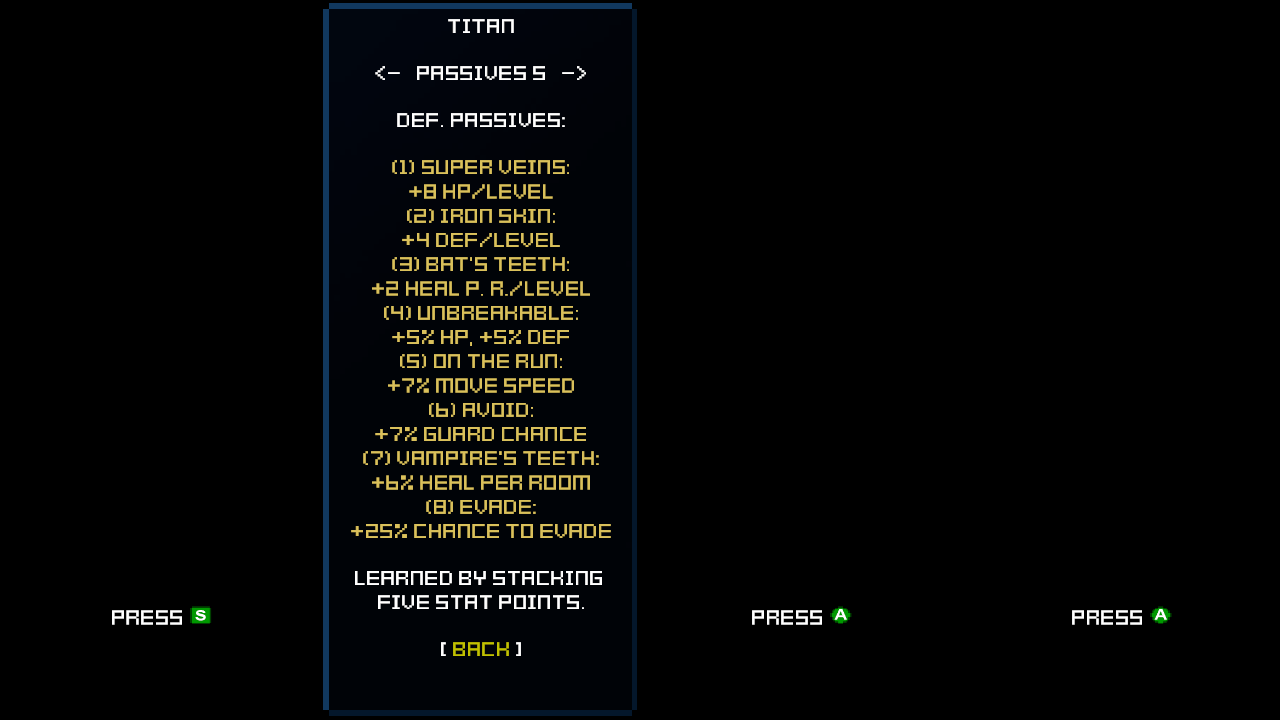 TITAN
<- PASSIVES 5 ->
DEF. PASSIVES:
(1) SUPER VEINS:
+8 HP/LEVEL
(2) IRON SKIN:
+4 DEF/LEVEL
(3) BAT'S TEETH:
+2 HEAL P. R./LEVEL
(4) UNBREAKABLE:
+5% HP, +5% DEF
(5) ON THE RUN:
+7% MOVE SPEED
(6) AVOID:
+7% GUARD CHANCE
(7) VAMPIRE'S TEETH:
+6% HEAL PER ROOM
(8) EVADE:
+25% CHANCE TO EVADE
LEARNED BY STACKING
FIVE STAT POINTS.
PRESS S
PRESS A
PRESS A
[ BACK ]